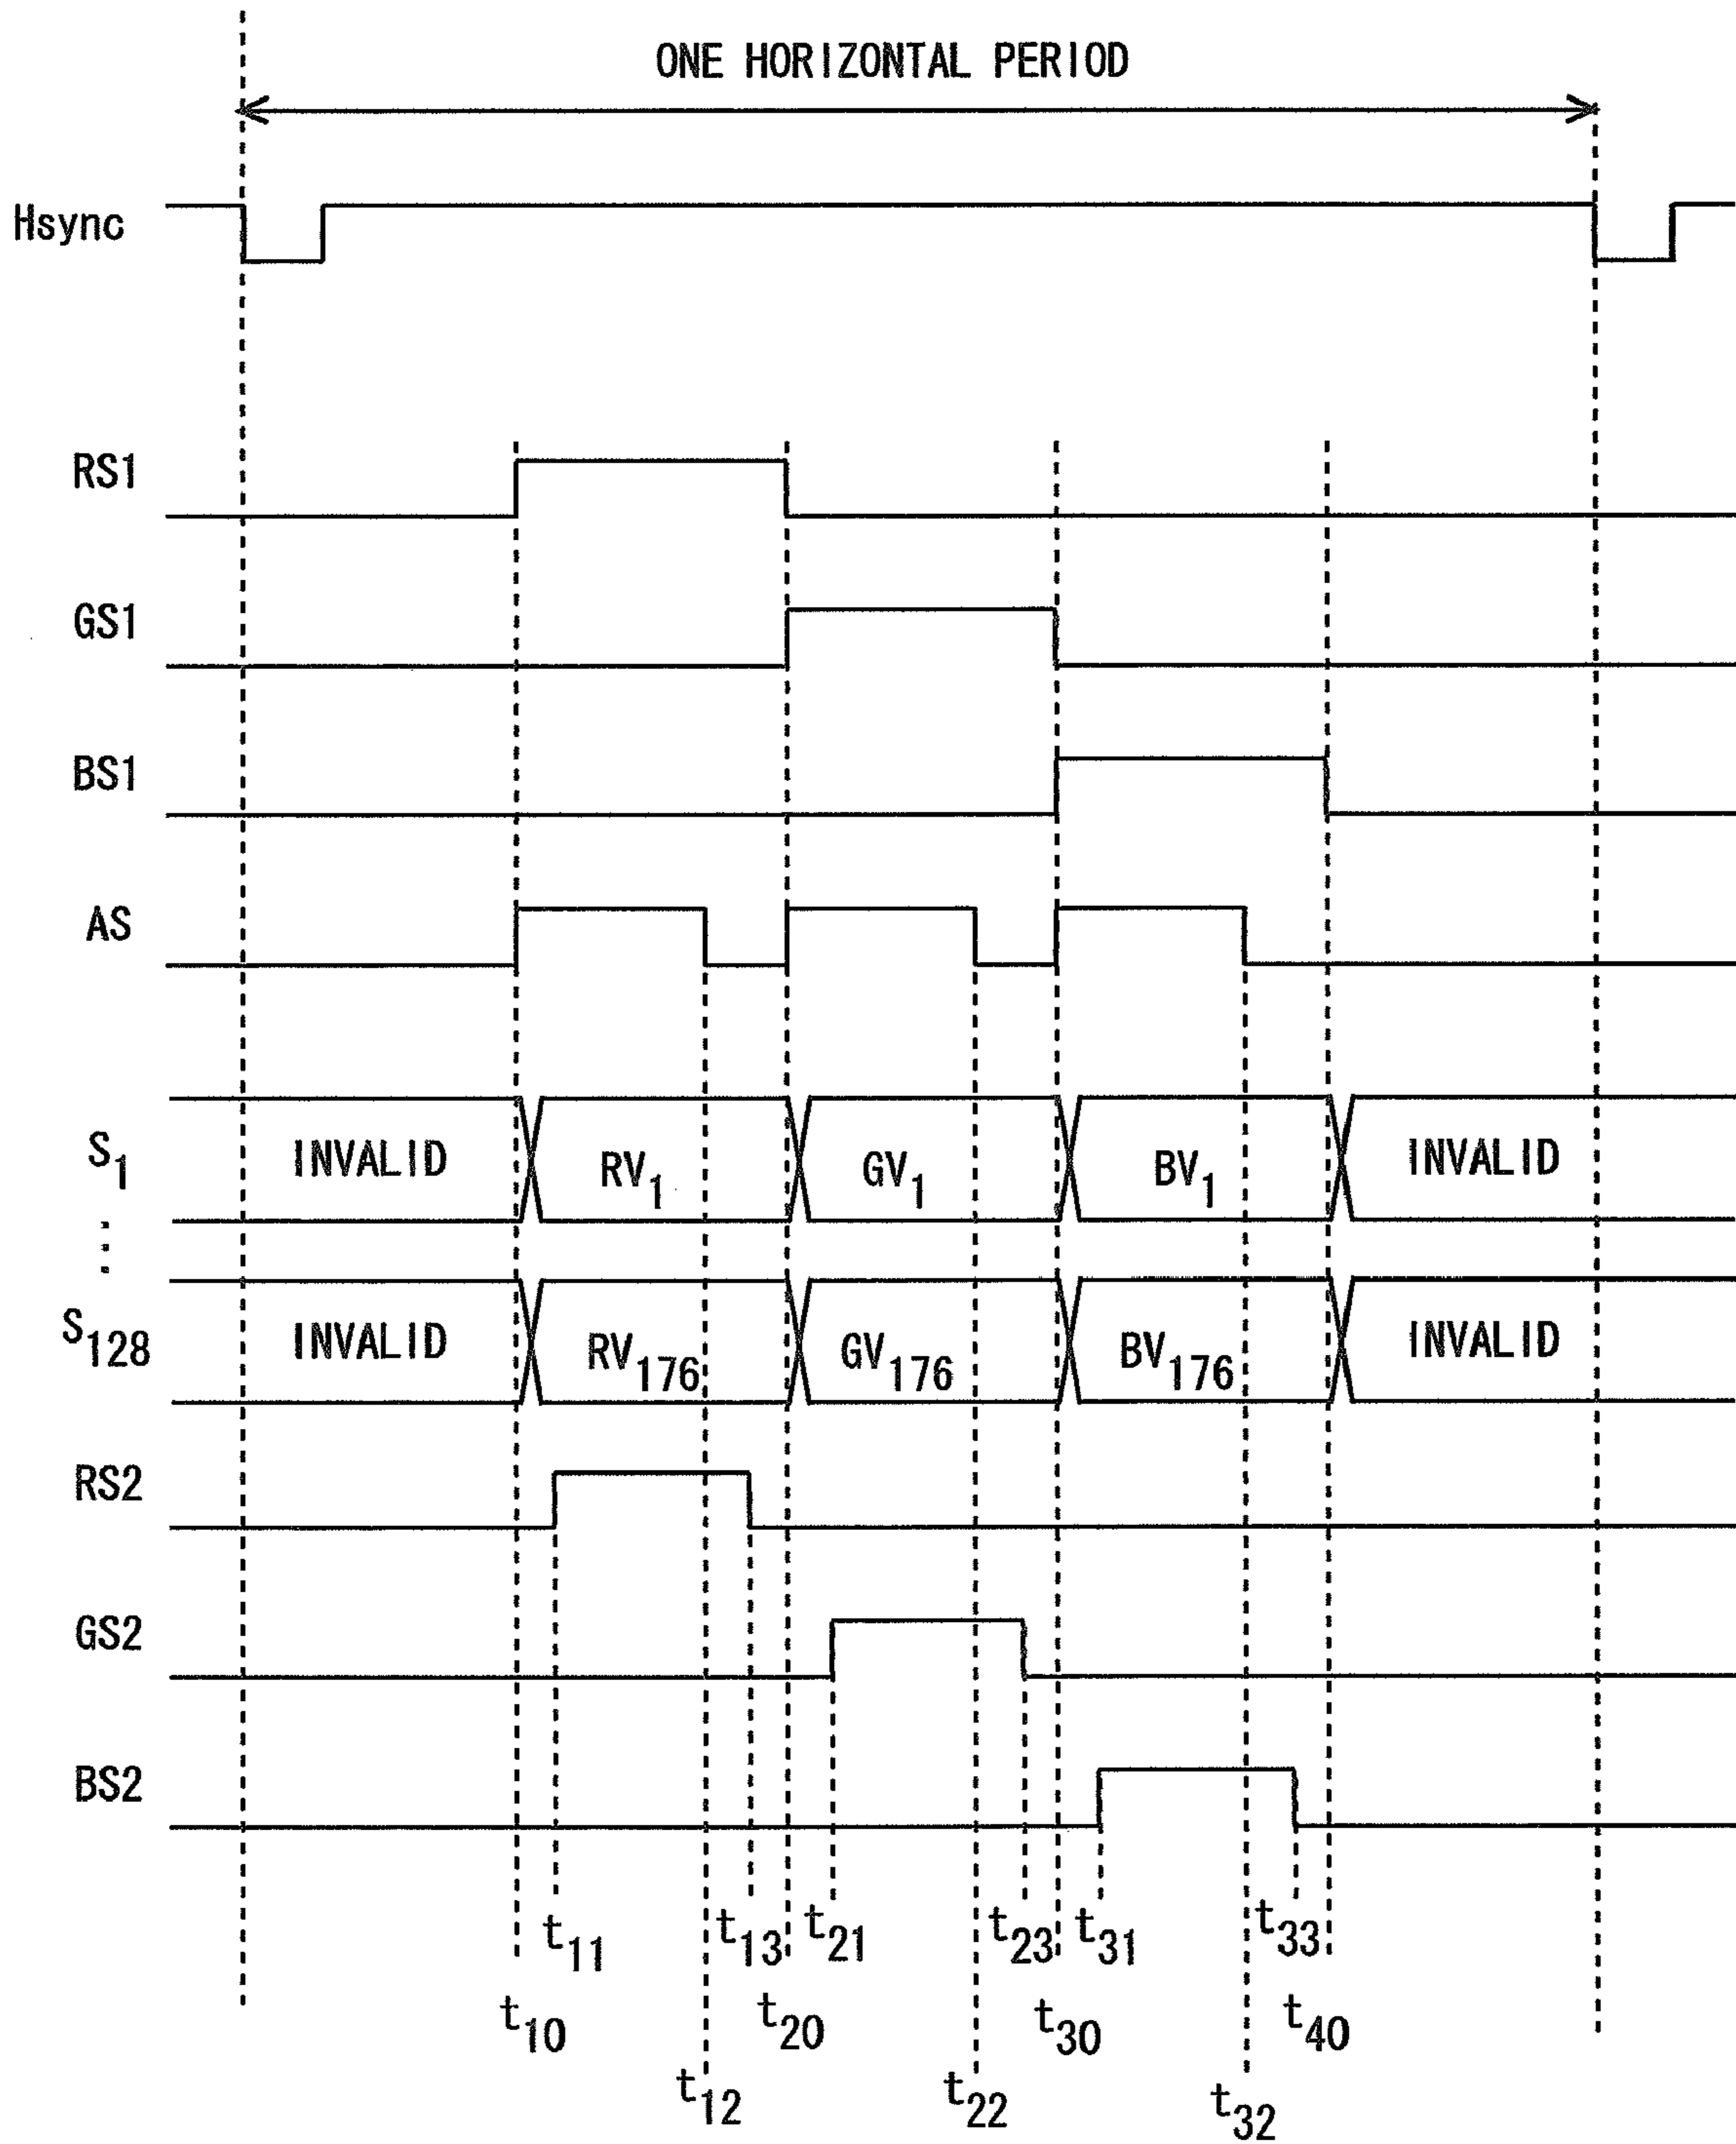 ONE HORIZONTAL PERIOD
Hsync
RS1
GS1
BS1
AS
S1 INVALID RV1 GV1 BV1 INVALID
S128 INVALID RV176 GV176 BV176 INVALID
RS2
GS2
BS2
t11 t13 t21 t23 t31 t33
t10 t20 t30 t40
t12 t22 t32